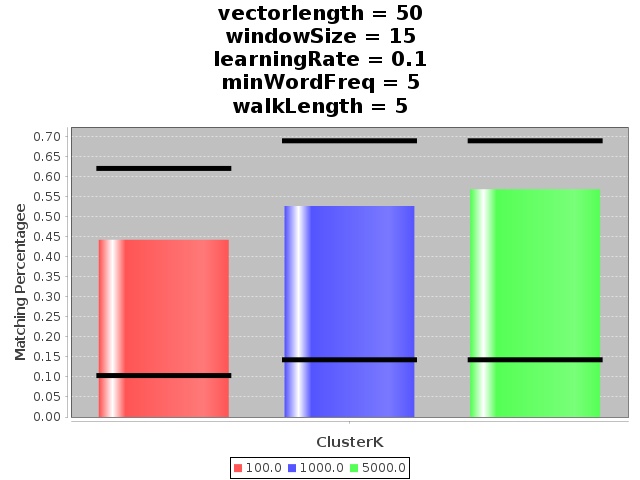 vectorlength = 50
windowSize = 15
learningRate = 0.1
minWordFreq = 5
walkLength = 5
0.70
0.65
0.60
0.55
0.50
0.45
0.40
0.35
0.30
0.25
0.20
0.15
0.10
0.05
0.00
Matching Percentagee
ClusterK
100.0 1000.0 5000.0